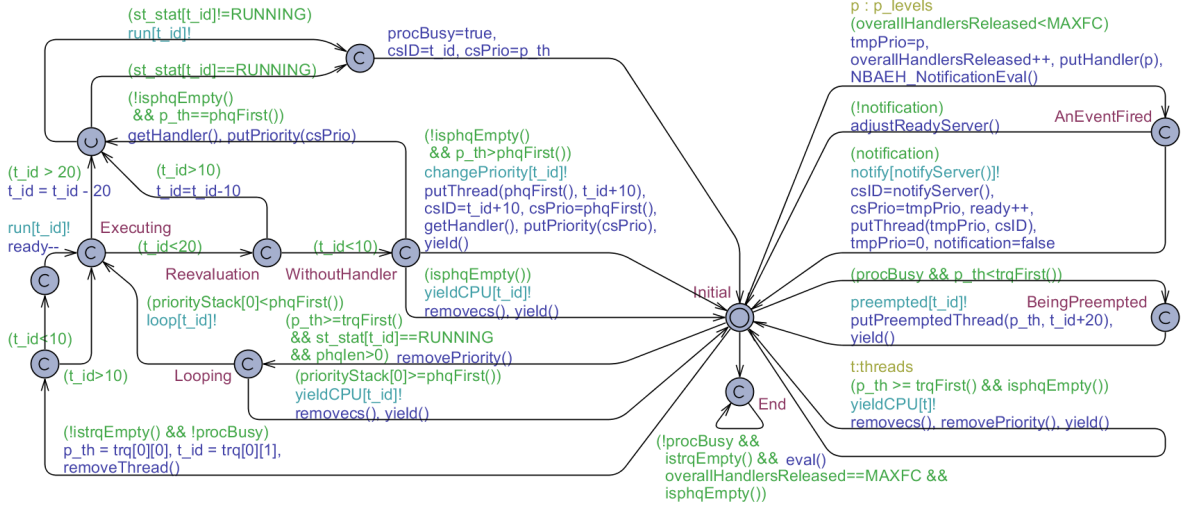 (st_stat[t_id]!=RUNNING)
run[t_id]!
(st_stat[t_id]==RUNNING)
procBusy=true,
csID=t_id, csPrio=p_th
(!isphqEmpty()
&& p_th==phqFirst())
getHandler(), putPriority(csPrio)
(t_id > 20)
t_id = t_id - 20
(t_id>10)
t_id=t_id-10
(!isphqEmpty()
&& p_th>phqFirst())
changePriority[t_id]!
putThread(phqFirst(), t_id+10),
csID=t_id+10, csPrio=phqFirst(),
getHandler(), putPriority(csPrio),
yield()
run[t_id]!
ready--
Executing
(t_id<20)
Reevaluation
(t_id<10)
WithoutHandler
(isphqEmpty())
yieldCPU[t_id]!
removecs(), yield()
(t_id<10)
(t_id>10)
(priorityStack[0]<phqFirst())
loop[t_id]!
(p_th>=trqFirst()
&& st_stat[t_id]==RUNNING
&& phqlen>0)
removePriority()
Looping
(priorityStack[0]>=phqFirst())
yieldCPU[t_id]!
removecs(), yield()
(!istrqEmpty() && !procBusy)
p_th = trq[0][0], t_id = trq[0][1],
removeThread()
Initial
End
(!procBusy &&
istrqEmpty() &&
eval()
overallHandlersReleased==MAXFC &&
isphqEmpty())
p : p_levels
(overallHandlersReleased<MAXFC)
tmpPrio=p,
overallHandlersReleased++, putHandler(p),
NBAEH_NotificationEval()
(!notification)
adjustReadyServer()
AnEventFired
(notification)
notify[notifyServer()]!
csID=notifyServer(),
csPrio=tmpPrio, ready++,
putThread(tmpPrio, csID),
tmpPrio=0, notification=false
(procBusy && p_th<trqFirst())
preempted[t_id]!
BeingPreempted
putPreemptedThread(p_th, t_id+20),
yield()
t:threads
(p_th >= trqFirst() && isphqEmpty())
yieldCPU[t]!
removecs(), removePriority(), yield()